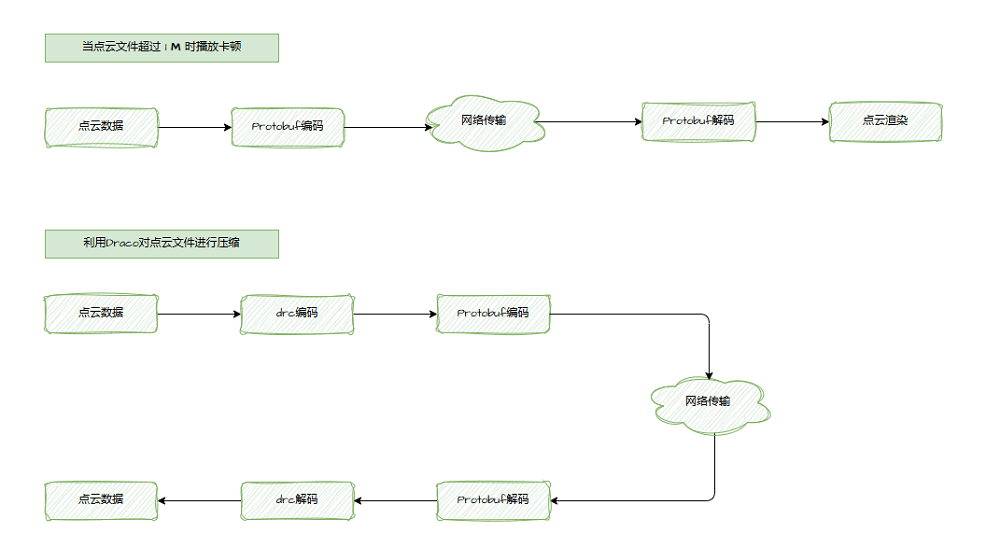 当点云文件超过 1 M 时播放卡顿
点云数据
Protobuf编码
网络传输
Protobuf解码
点云渲染
利用Draco对点云文件进行压缩
点云数据
drc编码
Protobuf编码
网络传输
点云数据
drc解码
Protobuf解码